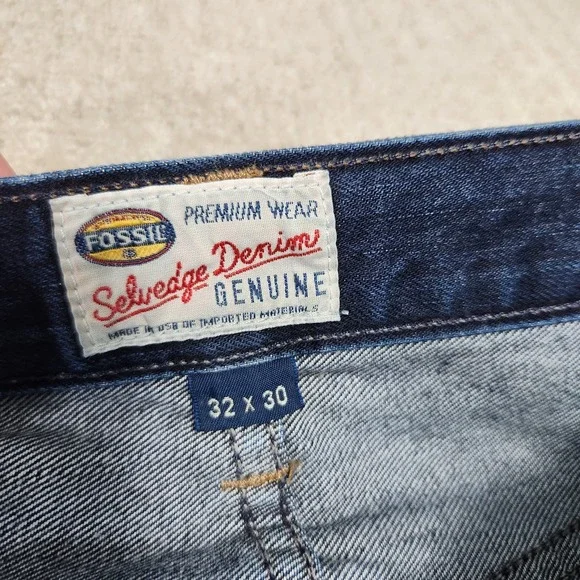 FOSSIL
PREMIUM WEAR
Selvedge Denim
GENUINE
MADE IN USA OF IMPORTED MATERIALS
32 X 30